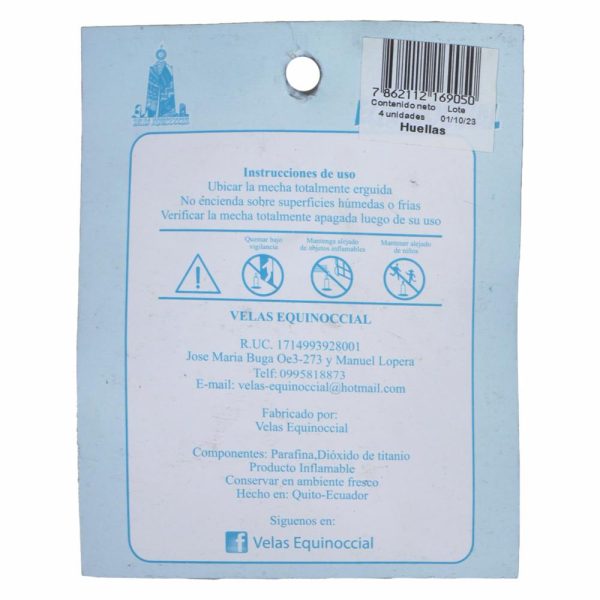 7 862112 169050
Contenido neto Lote
4 unidades 01/10/23
Huellas
Instrucciones de uso
Ubicar la mecha totalmente erguida
No éncienda sobre superfícies húmedas o frías
Verificar la mecha totalmente apagada luego de su uso
Quemar bajo
vigilancia
Mantenga alejado
de objetos inflamables
Mantener alejado
de niños
VELAS EQUINOCCIAL
R.UC. 1714993928001
Jose Maria Buga Oe3-273 y Manuel Lopera
Telf: 0995818873
E-mail: velas-equinoccial@hotmail.com
Fabricado por:
Velas Equinoccial
Componentes: Parafina,Dióxido de titanio
Producto Inflamable
Conservar en ambiente fresco
Hecho en: Quito-Ecuador
Siguenos en:
f Velas Equinoccial